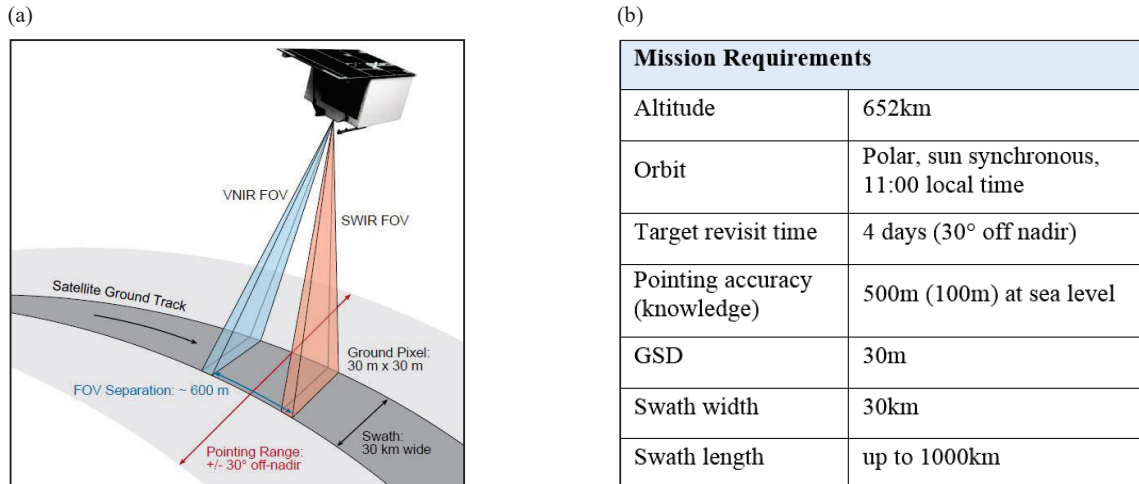 (a)
VNIR FOV
SWIR FOV
Satellite Ground Track
Ground Pixel:
30 m x 30 m
FOV Separation: ~ 600 m
Swath:
30 km wide
Pointing Range:
+/- 30° off-nadir
(b)
Mission Requirements
Altitude 652km
Orbit Polar, sun synchronous,
11:00 local time
Target revisit time 4 days (30° off nadir)
Pointing accuracy
(knowledge) 500m (100m) at sea level
GSD 30m
Swath width 30km
Swath length up to 1000km